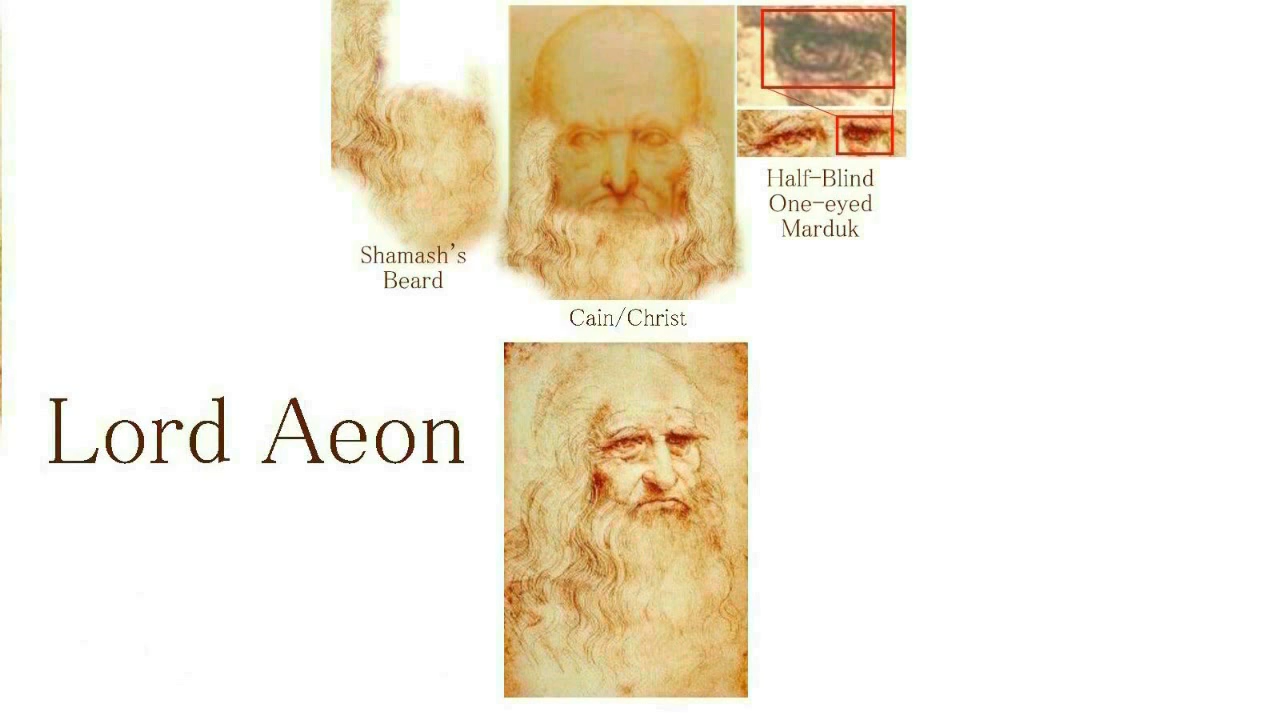 Half-Blind
One-eyed
Marduk
Shamash's
Beard
Cain/Christ
Lord Aeon